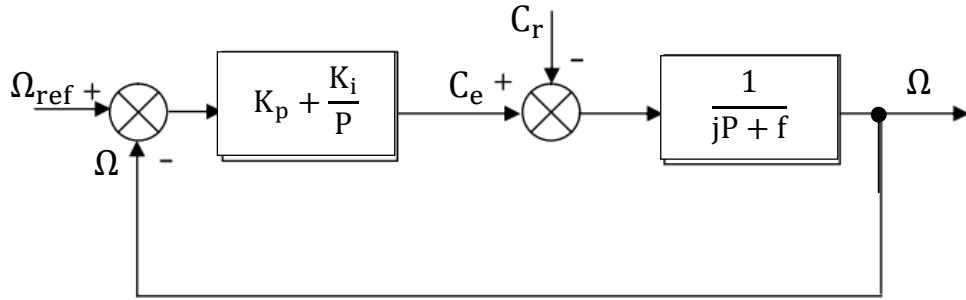 C_r
-
Ω_ref +
K_p + K_i/P
C_e +
1/(jP + f)
Ω
Ω
-